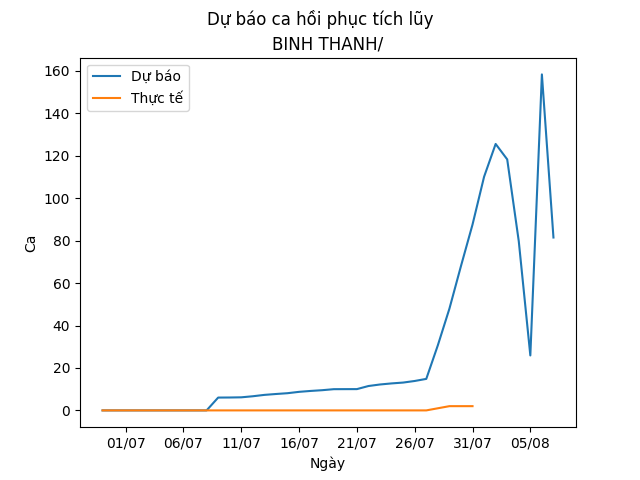 Dự báo ca hồi phục tích lũy
BINH THANH/
Dự báo
Thực tế
Ca
160
140
120
100
80
60
40
20
0
01/07 06/07 11/07 16/07 21/07 26/07 31/07 05/08
Ngày